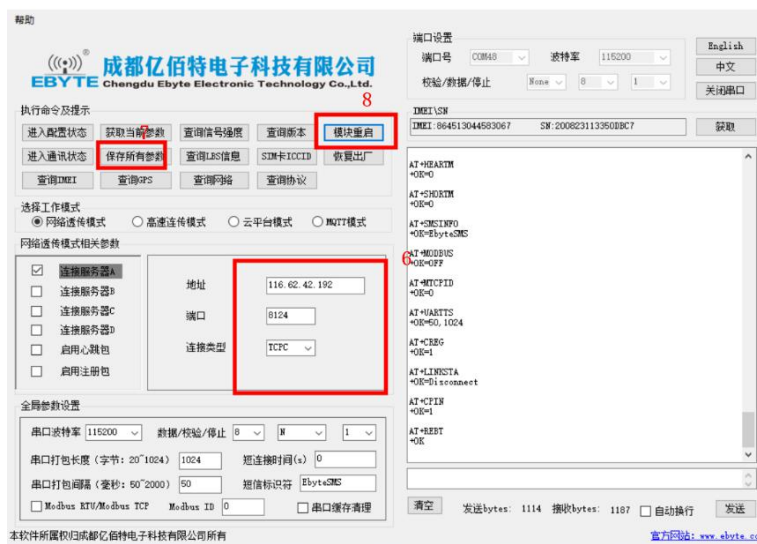 帮助
((•))®
成都亿佰特电子科技有限公司
EBYTE Chengdu Ebyte Electronic Technology Co.,Ltd.
8
执行命令及提示
进入配置状态 获取当前参数 查询信号强度 查询版本 模块重启
7
进入通讯状态 保存所有参数 查询LBS信息 SIM卡ICCID 恢复出厂
查询IMEI 查询GPS 查询网络 查询协议
选择工作模式
网络透传模式 高速连传模式 云平台模式 MQTT模式
网络透传模式相关参数
连接服务器A
连接服务器B
连接服务器C
连接服务器D
启用心跳包
启用注册包
地址 116.62.42.192
端口 8124
连接类型 TCPC
6
全局参数设置
串口波特率 115200 数据/校验/停止 8 N 1
串口打包长度 (字节: 20~1024) 1024 短连接时间(s) 0
串口打包间隔 (毫秒: 50~2000) 50 短信标识符 EbyteSMS
Modbus RTU/Modbus TCP Modbus ID 0 串口缓存清理
本软件所属权归成都亿佰特电子科技有限公司所有
端口设置
端口号 COM48 波特率 115200
校验/数据/停止 None 8 1
English
中文
关闭串口
IMEI\SN
IMEI:864513044583067 SN:200823113350DBC7 获取
AT+HEARTM
+OK=0
AT+SHORTM
+OK=0
AT+SMSINFO
+OK=EbyteSMS
AT+MODBUS
+OK=OFF
AT+MTCPID
+OK=0
AT+UARTTS
+OK=50,1024
AT+CREG
+OK=1
AT+LINKSTA
+OK=Disconnect
AT+CPIN
+OK=1
AT+REBT
+OK
清空 发送bytes: 1114 接收bytes: 1187 自动换行 发送
官方网站: www.ebyte.co